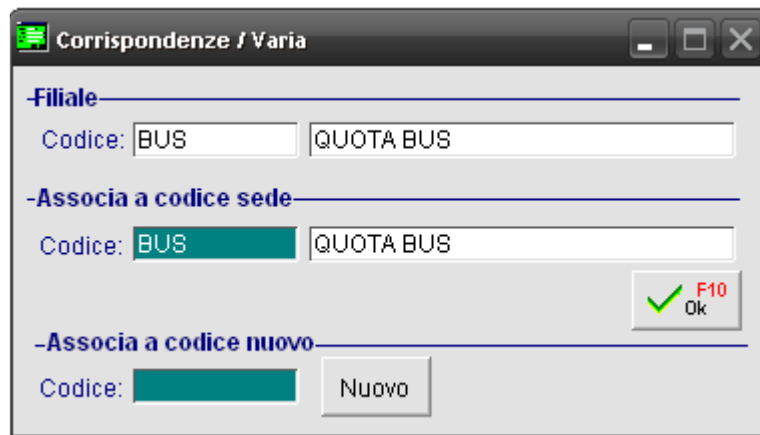 Corrispondenze / Varia
Filiale
Codice: BUS QUOTA BUS
Associa a codice sede
Codice: BUS QUOTA BUS
F10
Ok
Associa a codice nuovo
Codice: Nuovo